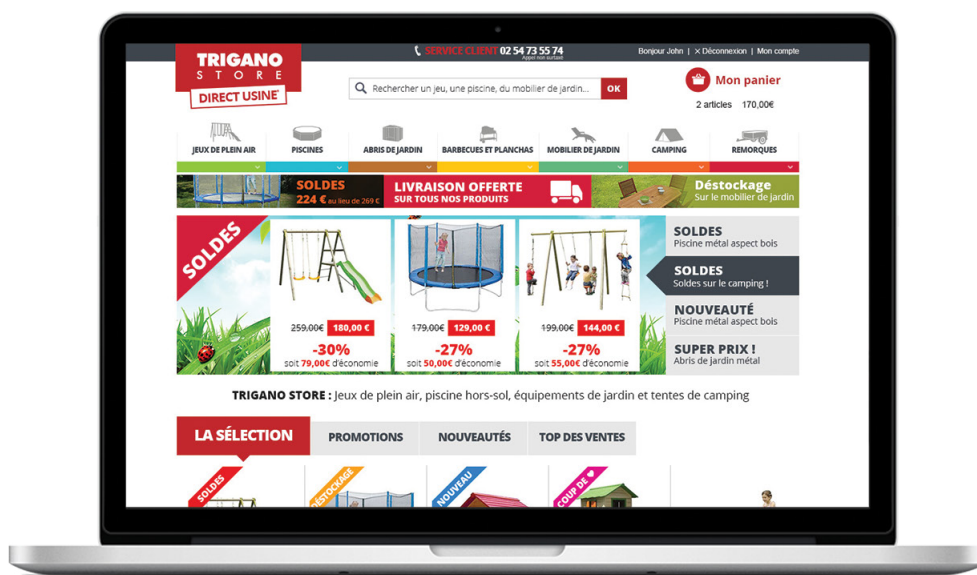 SERVICE CLIENT 02 54 73 55 74
Appel non surtaxé
Bonjour John | × Déconnexion | Mon compte
TRIGANO
STORE
DIRECT USINE
Rechercher un jeu, une piscine, du mobilier de jardin... OK
Mon panier
2 articles 170,00€
JEUX DE PLEIN AIR PISCINES ABRIS DE JARDIN BARBECUES ET PLANCHAS MOBILIER DE JARDIN CAMPING REMORQUES
SOLDES
224 € au lieu de 269 €
LIVRAISON OFFERTE
SUR TOUS NOS PRODUITS
Déstockage
Sur le mobilier de jardin
SOLDES
259.00€ 180,00 €
-30%
soit 79,00€ d'économie
179.00€ 129,00 €
-27%
soit 50,00€ d'économie
199.00€ 144,00 €
-27%
soit 55,00€ d'économie
SOLDES
Piscine métal aspect bois
SOLDES
Soldes sur le camping !
NOUVEAUTÉ
Piscine métal aspect bois
SUPER PRIX !
Abris de jardin métal
TRIGANO STORE : Jeux de plein air, piscine hors-sol, équipements de jardin et tentes de camping
LA SÉLECTION PROMOTIONS NOUVEAUTÉS TOP DES VENTES
SOLDES
DÉSTOCKAGE
NOUVEAU
COUP DE